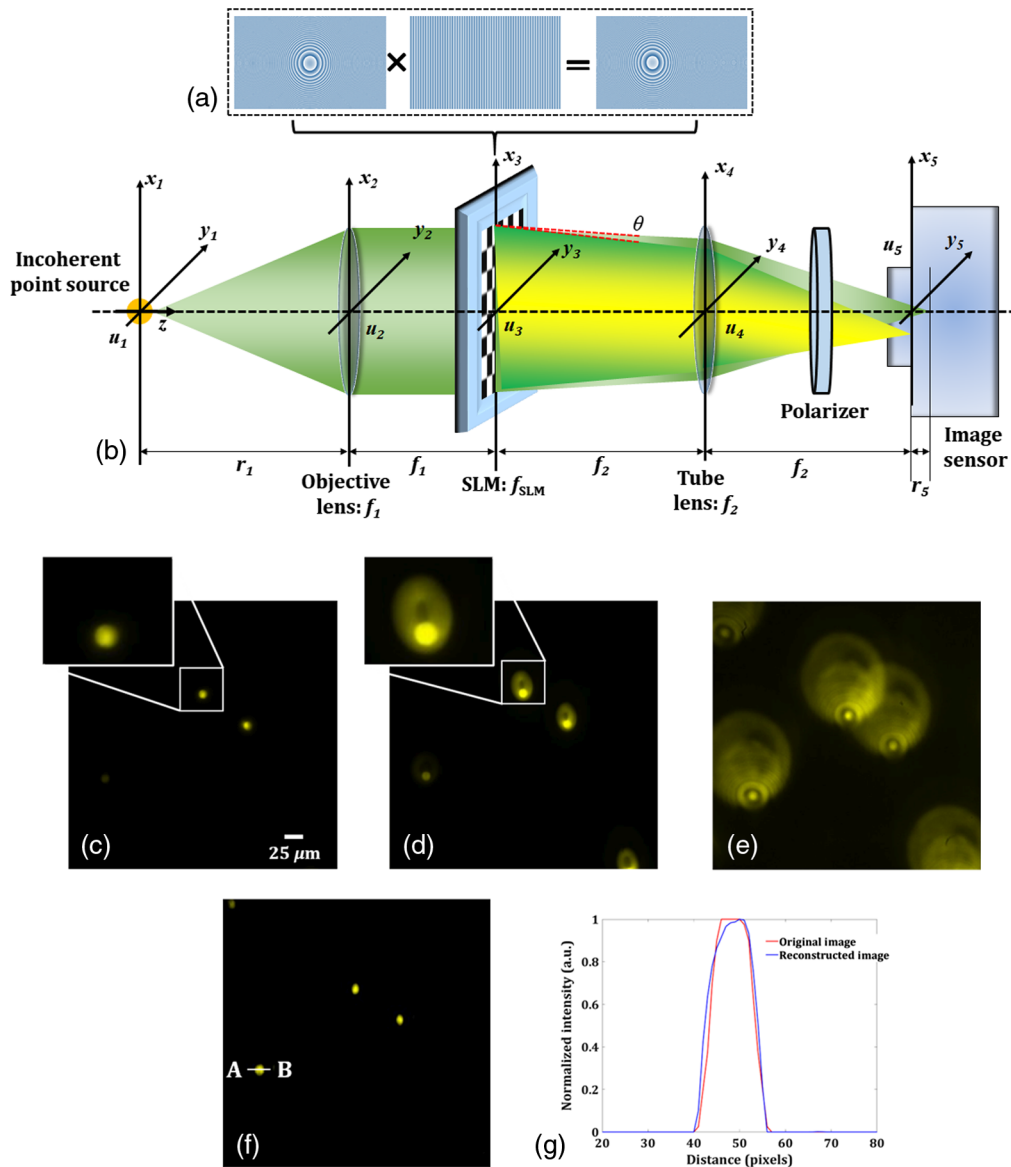 (a)
×
=
x1
x2
x3
x4
x5
y1
y2
y3
y4
y5
θ
Incoherent
point source
z
u1
u2
u3
u4
u5
Polarizer
Image
sensor
(b)
r1
f1
f2
f2
r5
Objective
lens: f1
SLM: fSLM
Tube
lens: f2
(c)
25 μm
(d)
(e)
A
B
(f)
Normalized intensity (a.u.)
1
0.8
0.6
0.4
0.2
0
Original image
Reconstructed image
20
30
40
50
60
70
80
Distance (pixels)
(g)